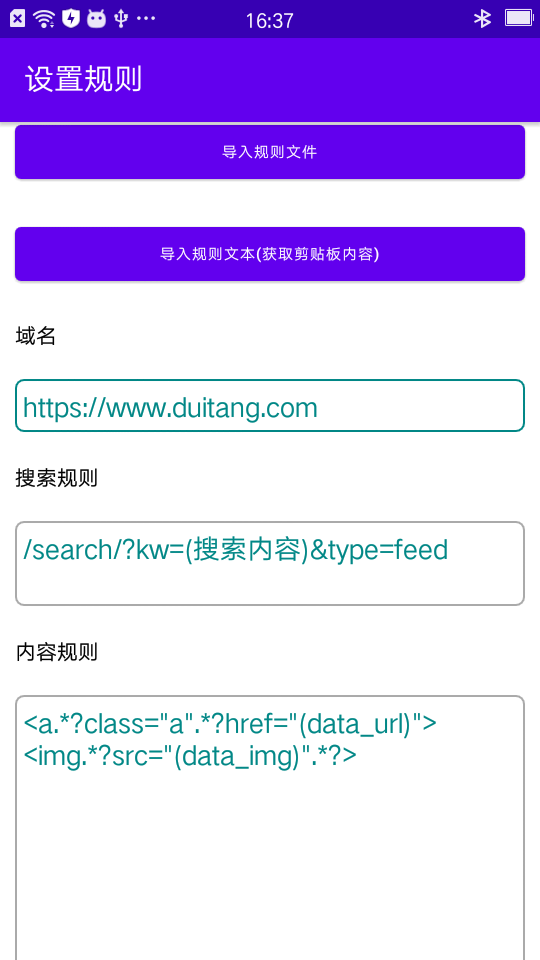 16:37
设置规则
导入规则文件
导入规则文本(获取剪贴板内容)
域名
https://www.duitang.com
搜索规则
/search/?kw=(搜索内容)&type=feed
内容规则
<a.*?class="a".*?href="(data_url)">
<img.*?src="(data_img)".*?>